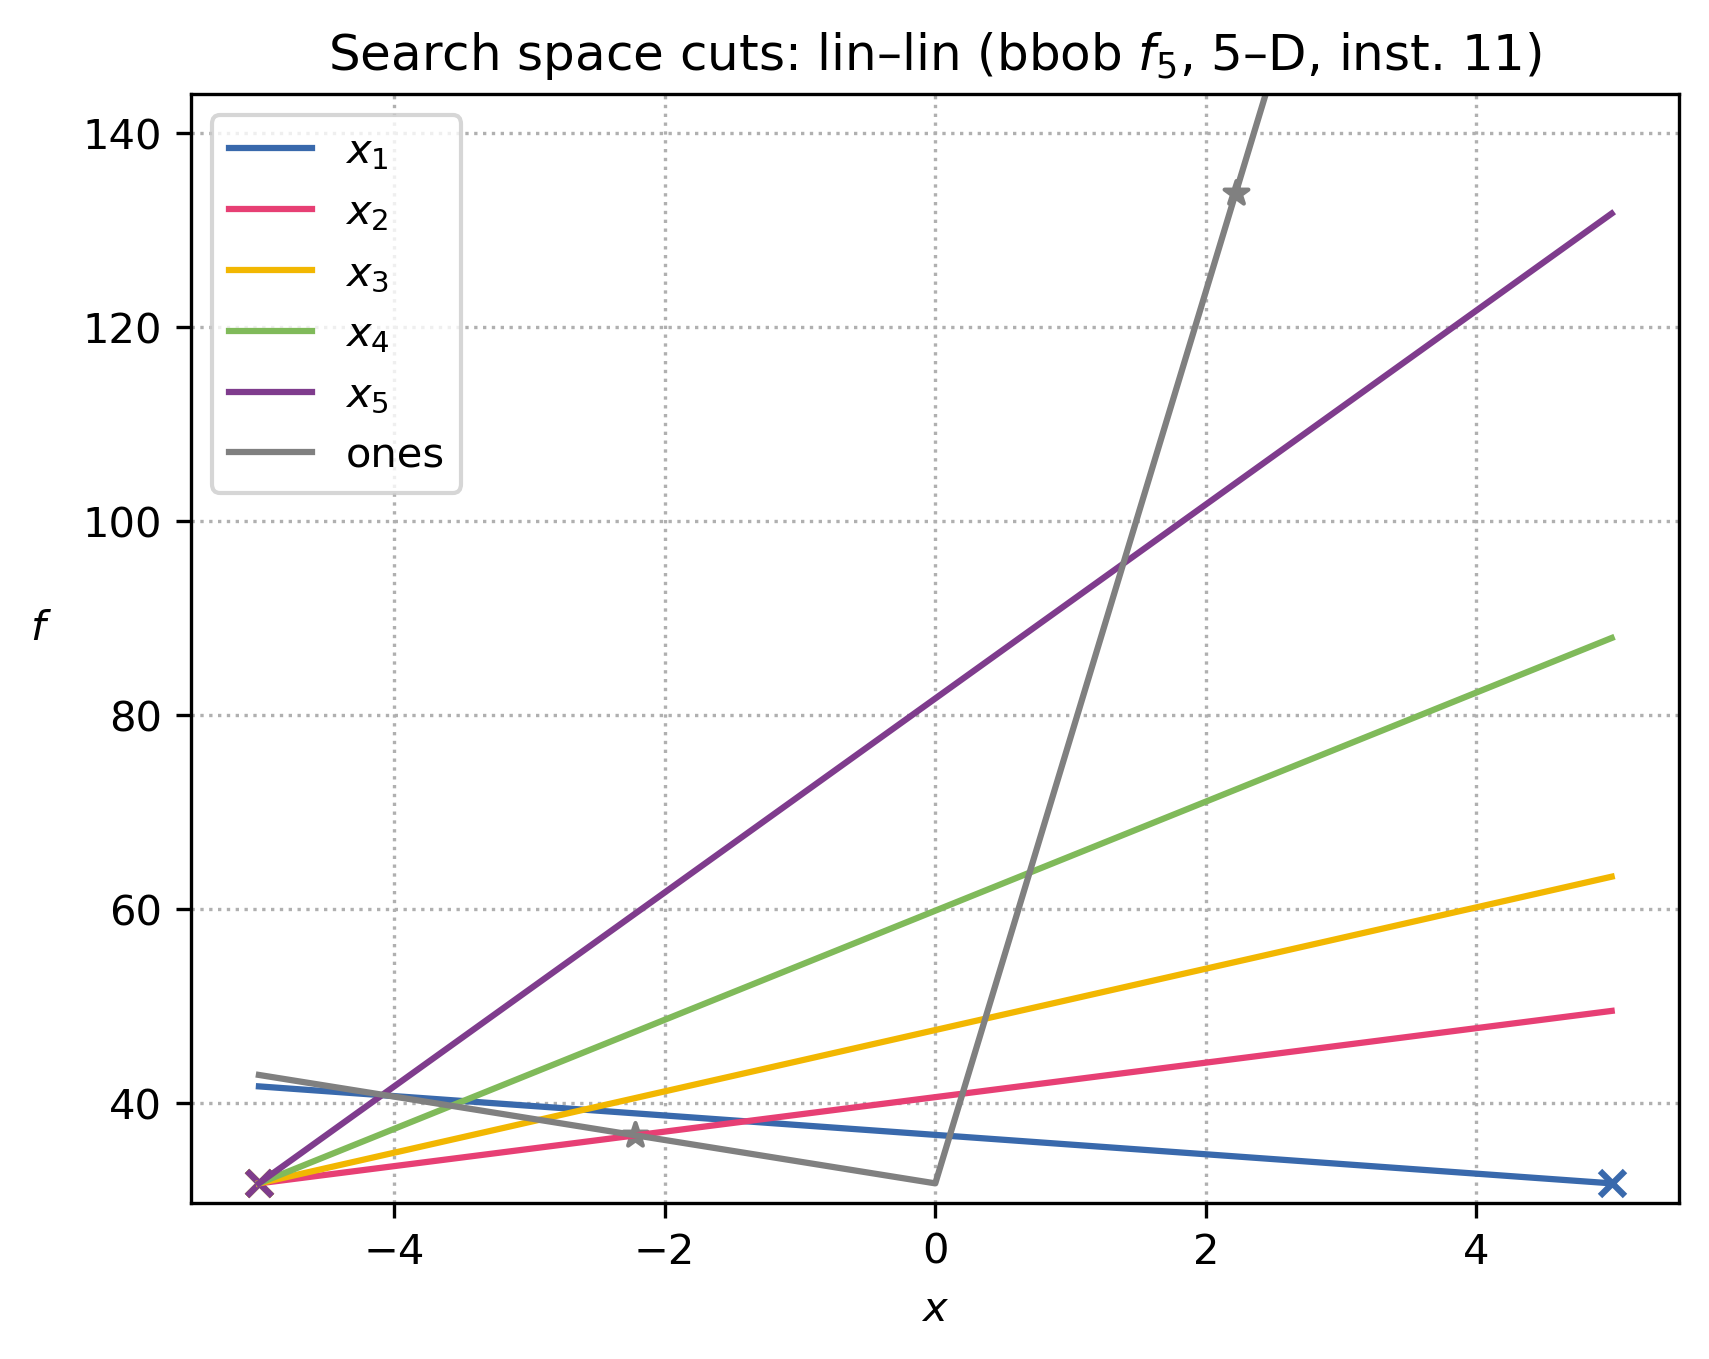 Search space cuts: lin–lin (bbob f₅, 5–D, inst. 11)
140
120
100
80
60
40
f
x₁
x₂
x₃
x₄
x₅
ones
−4 −2 0 2 4
x